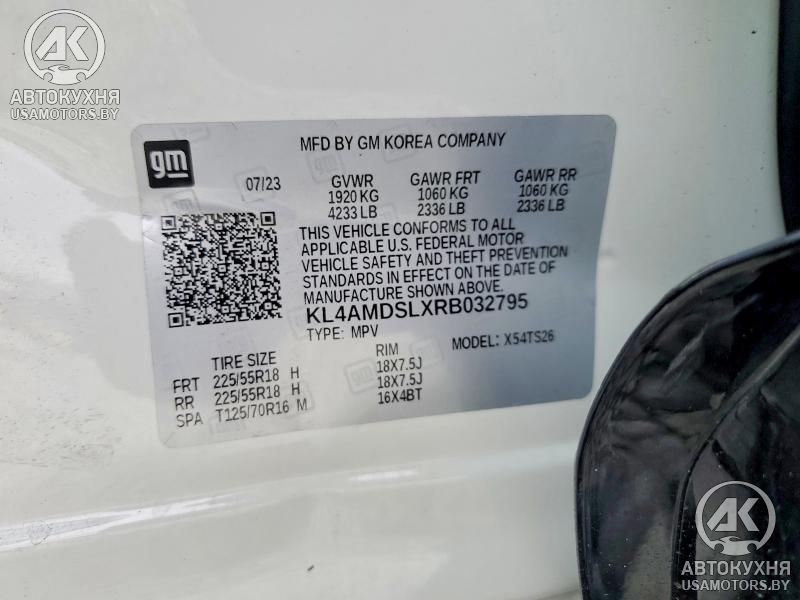 AK
АВТОКУХНЯ
USAMOTORS.BY
gm
MFD BY GM KOREA COMPANY
07/23
GVWR GAWR FRT GAWR RR
1920 KG 1060 KG 1060 KG
4233 LB 2336 LB 2336 LB
THIS VEHICLE CONFORMS TO ALL
APPLICABLE U.S. FEDERAL MOTOR
VEHICLE SAFETY AND THEFT PREVENTION
STANDARDS IN EFFECT ON THE DATE OF
MANUFACTURE SHOWN ABOVE.
KL4AMDSLXRB032795
TYPE: MPV MODEL: X54TS26
TIRE SIZE RIM
FRT 225/55R18 H 18X7.5J
RR 225/55R18 H 18X7.5J
SPA T125/70R16 M 16X4BT
AK
АВТОКУХНЯ
USAMOTORS.BY